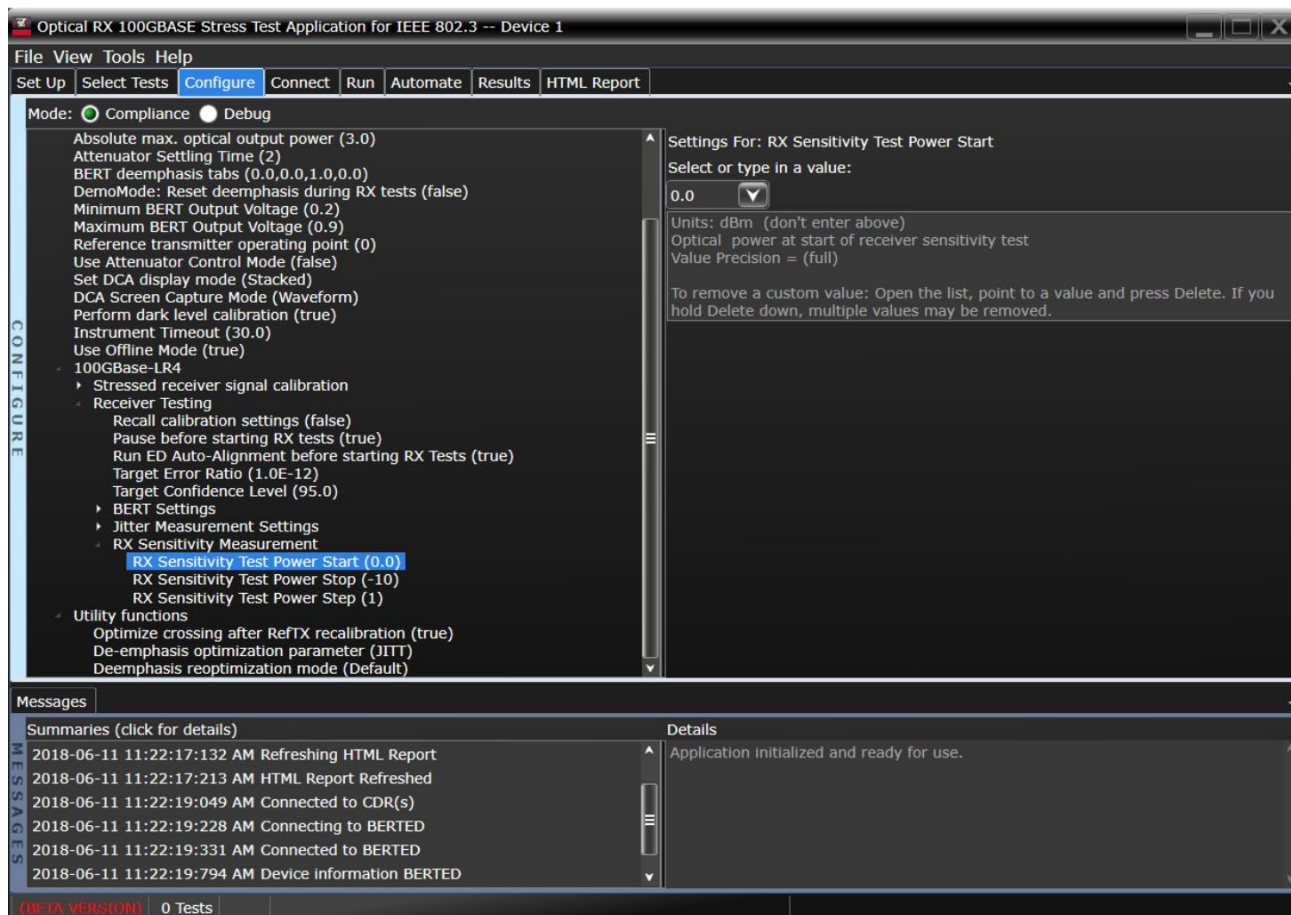 Optical RX 100GBASE Stress Test Application for IEEE 802.3 -- Device 1
File View Tools Help
Set Up Select Tests Configure Connect Run Automate Results HTML Report
Mode: Compliance Debug
CONFIGURE
Absolute max. optical output power (3.0)
Attenuator Settling Time (2)
BERT deemphasis tabs (0.0,0.0,1.0,0.0)
DemoMode: Reset deemphasis during RX tests (false)
Minimum BERT Output Voltage (0.2)
Maximum BERT Output Voltage (0.9)
Reference transmitter operating point (0)
Use Attenuator Control Mode (false)
Set DCA display mode (Stacked)
DCA Screen Capture Mode (Waveform)
Perform dark level calibration (true)
Instrument Timeout (30.0)
Use Offline Mode (true)
100GBase-LR4
Stressed receiver signal calibration
Receiver Testing
Recall calibration settings (false)
Pause before starting RX tests (true)
Run ED Auto-Alignment before starting RX Tests (true)
Target Error Ratio (1.0E-12)
Target Confidence Level (95.0)
BERT Settings
Jitter Measurement Settings
RX Sensitivity Measurement
RX Sensitivity Test Power Start (0.0)
RX Sensitivity Test Power Stop (-10)
RX Sensitivity Test Power Step (1)
Utility functions
Optimize crossing after RefTX recalibration (true)
De-emphasis optimization parameter (JITT)
Deemphasis reoptimization mode (Default)
Settings For: RX Sensitivity Test Power Start
Select or type in a value:
0.0
Units: dBm (don't enter above)
Optical power at start of receiver sensitivity test
Value Precision = (full)
To remove a custom value: Open the list, point to a value and press Delete. If you
hold Delete down, multiple values may be removed.
Messages
MESSAGES
Summaries (click for details)
2018-06-11 11:22:17:132 AM Refreshing HTML Report
2018-06-11 11:22:17:213 AM HTML Report Refreshed
2018-06-11 11:22:19:049 AM Connected to CDR(s)
2018-06-11 11:22:19:228 AM Connecting to BERTED
2018-06-11 11:22:19:331 AM Connected to BERTED
2018-06-11 11:22:19:794 AM Device information BERTED
Details
Application initialized and ready for use.
(BETA VERSION) 0 Tests